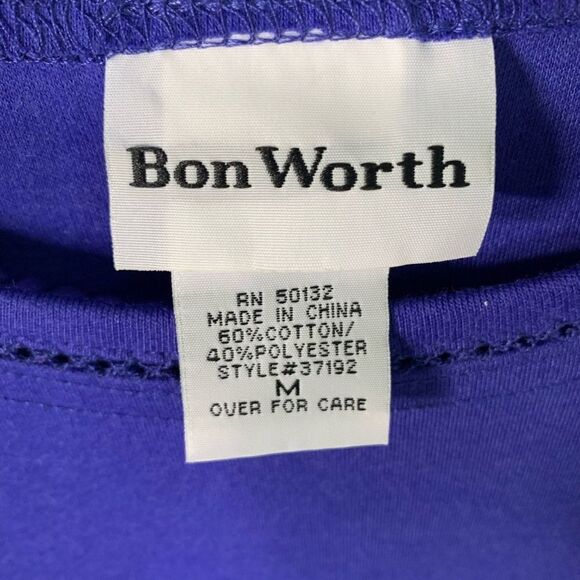 Bon Worth
RN 50132
MADE IN CHINA
60%COTTON/
40%POLYESTER
STYLE#37192
M
OVER FOR CARE